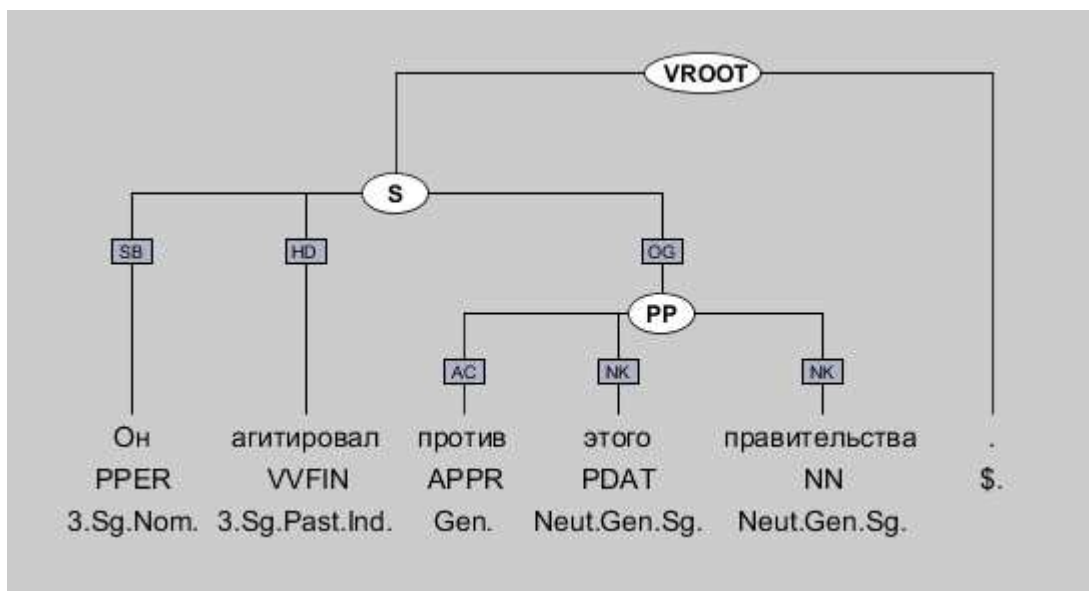 VROOT
S
SB HD OG
PP
AC NK NK
Он агитировал против этого правительства .
PPER VVFIN APPR PDAT NN $.
3.Sg.Nom. 3.Sg.Past.Ind. Gen. Neut.Gen.Sg. Neut.Gen.Sg.